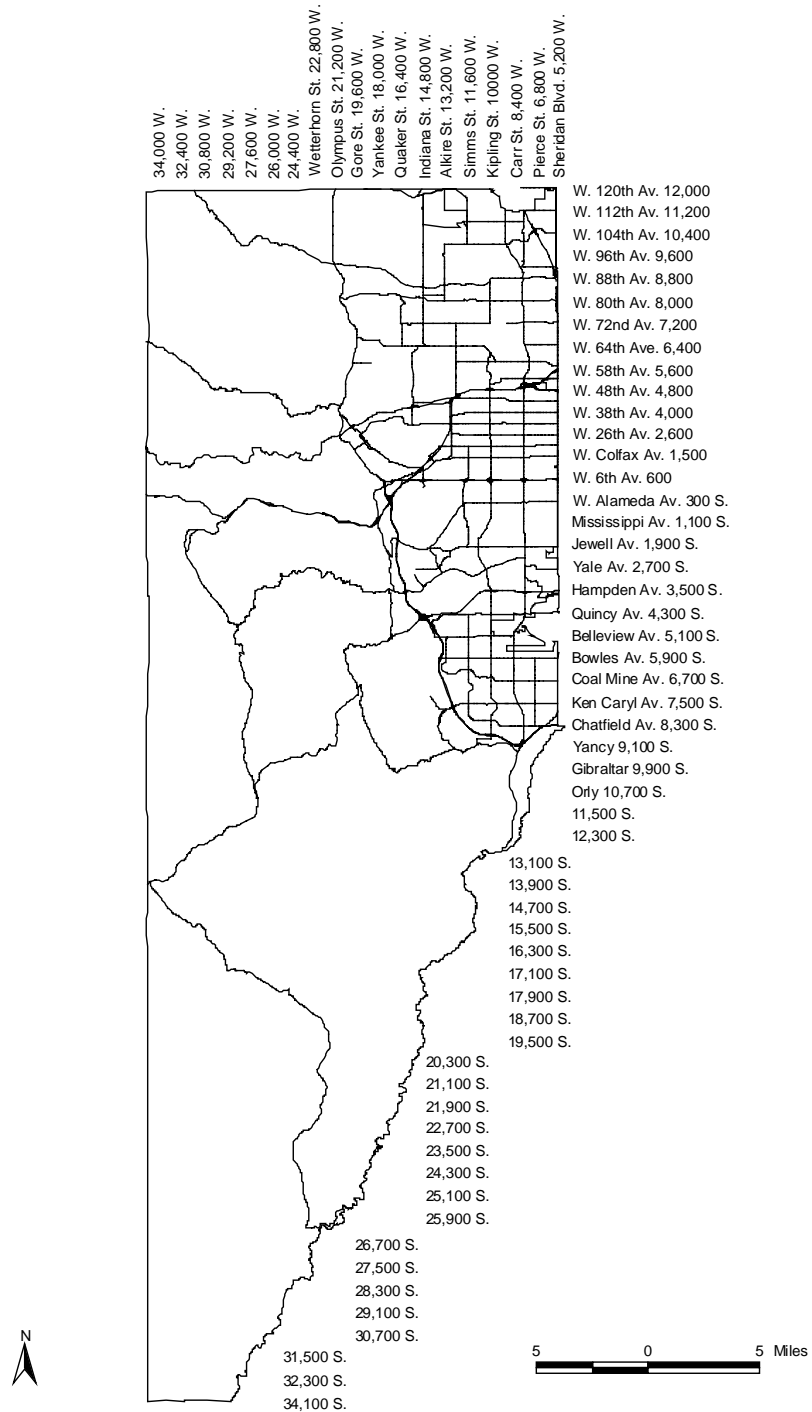 34,000 W.
32,400 W.
30,800 W.
29,200 W.
27,600 W.
26,000 W.
24,400 W.
Wetterhorn St. 22,800 W.
Olympus St. 21,200 W.
Gore St. 19,600 W.
Yankee St. 18,000 W.
Quaker St. 16,400 W.
Indiana St. 14,800 W.
Alkire St. 13,200 W.
Simms St. 11,600 W.
Kipling St. 10000 W.
Carr St. 8,400 W.
Pierce St. 6,800 W.
Sheridan Blvd. 5,200 W.
W. 120th Av. 12,000
W. 112th Av. 11,200
W. 104th Av. 10,400
W. 96th Av. 9,600
W. 88th Av. 8,800
W. 80th Av. 8,000
W. 72nd Av. 7,200
W. 64th Ave. 6,400
W. 58th Av. 5,600
W. 48th Av. 4,800
W. 38th Av. 4,000
W. 26th Av. 2,600
W. Colfax Av. 1,500
W. 6th Av. 600
W. Alameda Av. 300 S.
Mississippi Av. 1,100 S.
Jewell Av. 1,900 S.
Yale Av. 2,700 S.
Hampden Av. 3,500 S.
Quincy Av. 4,300 S.
Belleview Av. 5,100 S.
Bowles Av. 5,900 S.
Coal Mine Av. 6,700 S.
Ken Caryl Av. 7,500 S.
Chatfield Av. 8,300 S.
Yancy 9,100 S.
Gibraltar 9,900 S.
Orly 10,700 S.
11,500 S.
12,300 S.
13,100 S.
13,900 S.
14,700 S.
15,500 S.
16,300 S.
17,100 S.
17,900 S.
18,700 S.
19,500 S.
20,300 S.
21,100 S.
21,900 S.
22,700 S.
23,500 S.
24,300 S.
25,100 S.
25,900 S.
26,700 S.
27,500 S.
28,300 S.
29,100 S.
30,700 S.
31,500 S.
32,300 S.
34,100 S.
N
5 0 5 Miles